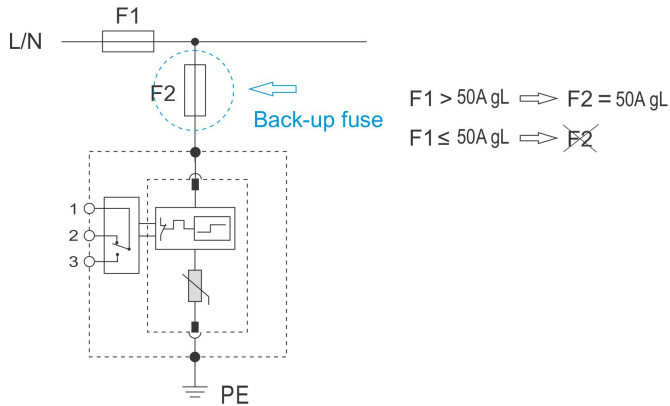 F1
L/N
F2
Back-up fuse
F1 > 50A gL ⇨ F2 = 50A gL
F1 ≤ 50A gL ⇨ F2
1
2
3
PE